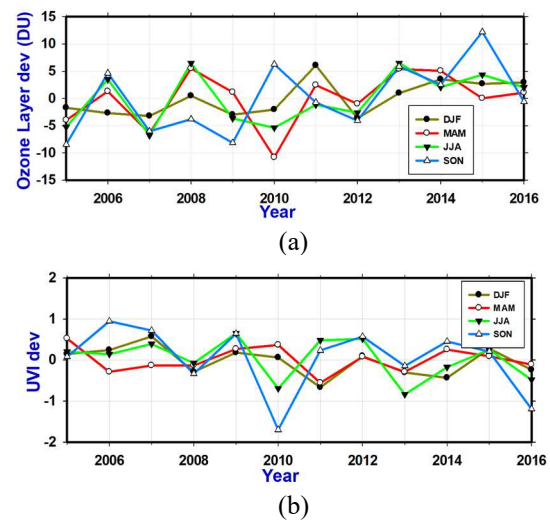 Ozone Layer dev (DU)
15
10
5
0
-5
-10
-15
DJF
MAM
JJA
SON
2006 2008 2010 2012 2014 2016
Year
(a)
UVI dev
2
1
0
-1
-2
DJF
MAM
JJA
SON
2006 2008 2010 2012 2014 2016
Year
(b)